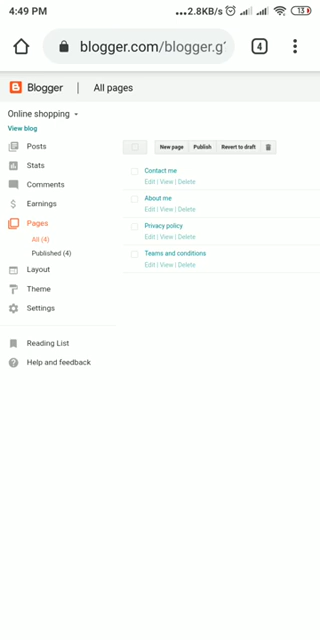 4:49 PM
...2.8KB/s
13
blogger.com/blogger.g
4
Blogger | All pages
Online shopping
View blog
Posts
Stats
Comments
Earnings
Pages
All (4)
Published (4)
Layout
Theme
Settings
Reading List
Help and feedback
New page Publish Revert to draft
Contact me
Edit | View | Delete
About me
Edit | View | Delete
Privacy policy
Edit | View | Delete
Terms and conditions
Edit | View | Delete